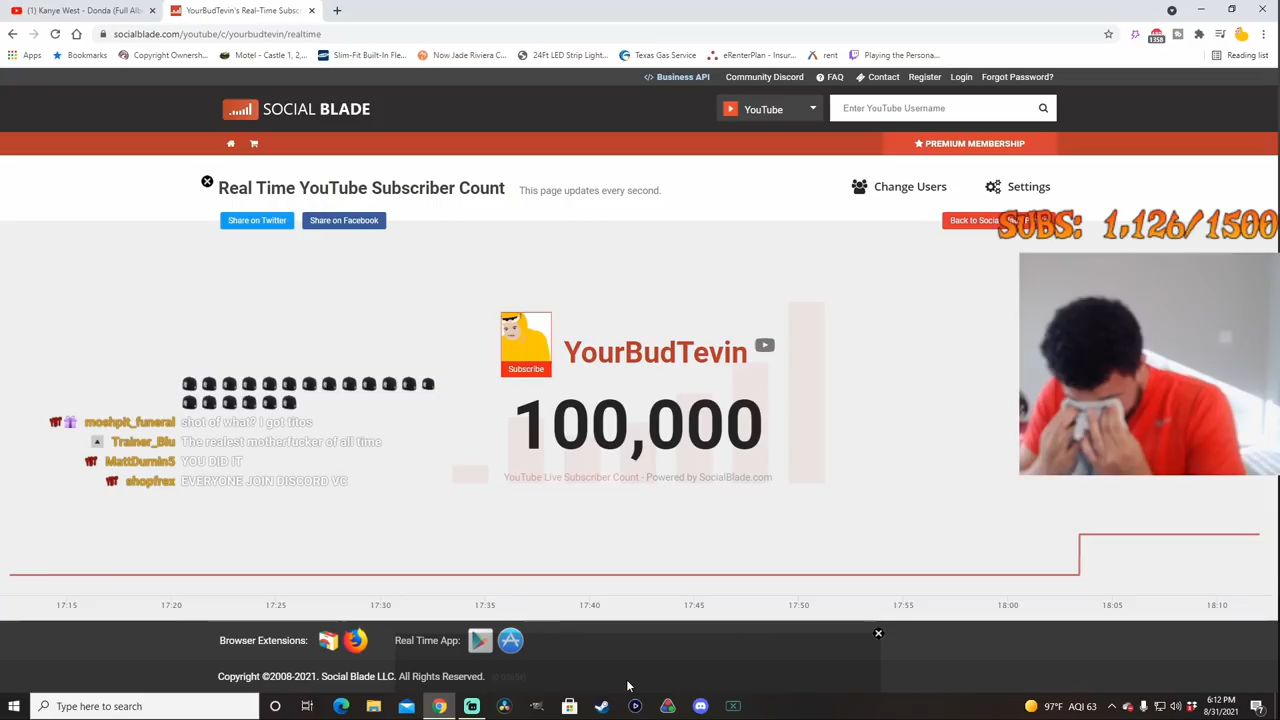 (1) Kanye West - Donda (Full Alb
YourBudTevin's Real-Time Subsc
socialblade.com/youtube/c/yourbudtevin/realtime
1358
Apps
Bookmarks
Copyright Ownersh...
Motel - Castle 1, 2...
Slim-Fit Built-In Fle...
Now Jade Riviera C...
24Ft LED Strip Ligh...
Texas Gas Service
eRenterPlan - Insur...
rent
Playing the Persona...
Reading list
Business API
Community Discord
FAQ
Contact
Register
Login
Forgot Password?
SOCIAL BLADE
YouTube
Enter YouTube Username
PREMIUM MEMBERSHIP
Real Time YouTube Subscriber Count
This page updates every second.
Change Users
Settings
Share on Twitter
Share on Facebook
Back to Socia
SUBS: 1,126/1500
YourBudTevin
Subscribe
100,000
YouTube Live Subscriber Count - Powered by SocialBlade.com
moshpit_funeral shot of what? I got titos
Trainer_Blu The realest motherfucker of all time
MattDurnin5 YOU DID IT
shopfrex EVERYONE JOIN DISCORD VC
17:15 17:20 17:25 17:30 17:35 17:40 17:45 17:50 17:55 18:00 18:05 18:10
Browser Extensions:
Real Time App:
Copyright ©2008-2021. Social Blade LLC. All Rights Reserved.
Type here to search
97°F AQI 63
6:12 PM
8/31/2021